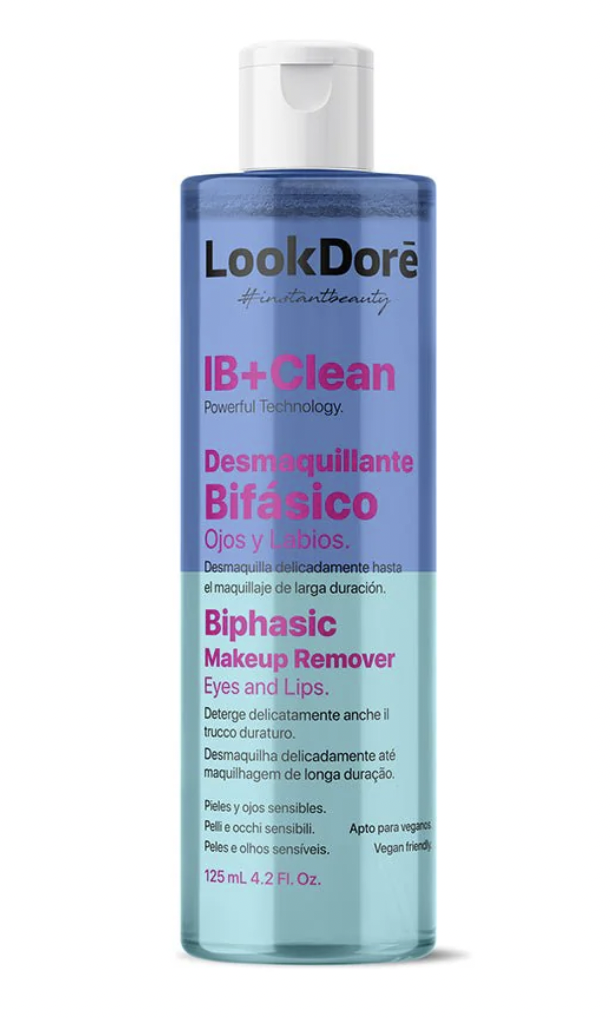 LookDorē
#instantbeauty
IB+Clean
Powerful Technology.
Desmaquillante
Bifásico
Ojos y Labios.
Desmaquilla delicadamente hasta
el maquillaje de larga duración.
Biphasic
Makeup Remover
Eyes and Lips.
Deterge delicatamente anche il
trucco duraturo.
Desmaquilha delicadamente até
maquilhagem de longa duração.
Pieles y ojos sensibles.
Pelli e occhi sensibili.
Peles e olhos sensíveis.
Apto para veganos.
Vegan friendly.
125 mL 4.2 Fl. Oz.